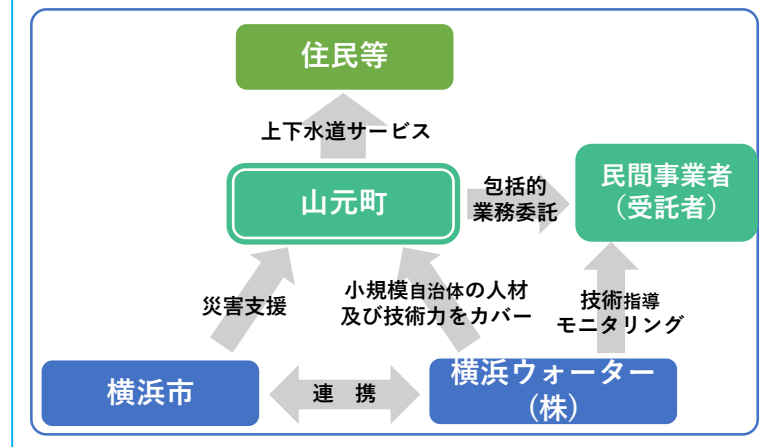 住民等
上下水道サービス
山元町
包括的
業務委託
民間事業者
（受託者）
災害支援
小規模自治体の人材
及び技術力をカバー
技術指導
モニタリング
横浜市
連　携
横浜ウォーター
(株)